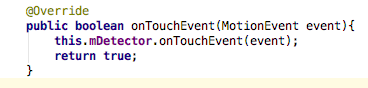 @Override
public boolean onTouchEvent(MotionEvent event){
    this.mDetector.onTouchEvent(event);
    return true;
}